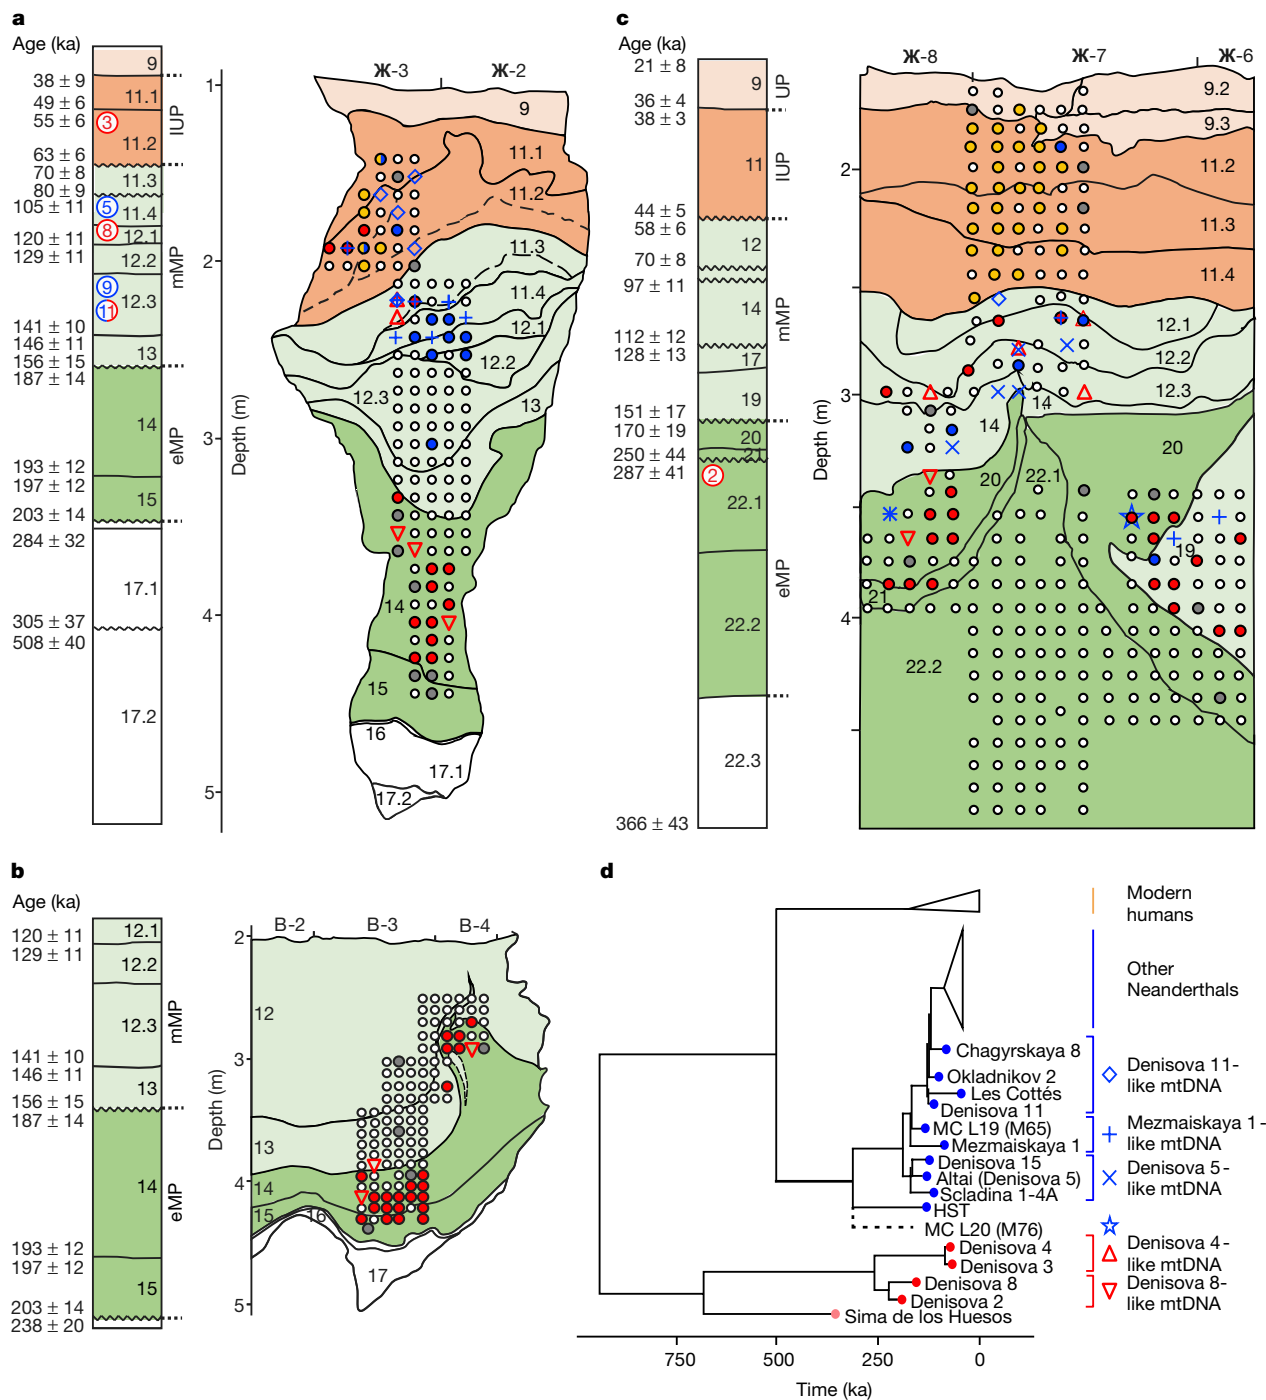 a
Age (ka)
9
38 ± 9
49 ± 6
11.1
55 ± 6
3
11.2
IUP
63 ± 6
70 ± 8
11.3
80 ± 9
105 ± 11
5
11.4
8
120 ± 11
12.1
129 ± 11
12.2
mMP
9
12.3
11
141 ± 10
146 ± 11
13
156 ± 15
187 ± 14
14
eMP
193 ± 12
197 ± 12
15
203 ± 14
284 ± 32
17.1
305 ± 37
508 ± 40
17.2
Depth (m)
1
2
3
4
5
Ж-3
Ж-2
9
11.1
11.2
11.3
11.4
12.1
12.2
12.3
13
14
15
16
17.1
17.2
c
Age (ka)
21 ± 8
9
UP
36 ± 4
38 ± 3
11
IUP
44 ± 5
58 ± 6
12
70 ± 8
97 ± 11
14
mMP
112 ± 12
128 ± 13
17
19
151 ± 17
170 ± 19
20
250 ± 44
21
287 ± 41
2
22.1
eMP
22.2
22.3
366 ± 43
Depth (m)
2
3
4
Ж-8
Ж-7
Ж-6
9.2
9.3
11.2
11.3
11.4
12.1
12.2
12.3
14
14
20
20
22.1
19
21
22.2
b
Age (ka)
12.1
120 ± 11
129 ± 11
12.2
12.3
mMP
141 ± 10
146 ± 11
13
156 ± 15
187 ± 14
14
eMP
193 ± 12
197 ± 12
15
203 ± 14
238 ± 20
Depth (m)
2
3
4
5
B-2
B-3
B-4
12
13
14
15
16
17
d
Modern
humans
Other
Neanderthals
Chagyrskaya 8
Okladnikov 2
Les Cottés
Denisova 11
Denisova 11-
like mtDNA
MC L19 (M65)
Mezmaiskaya 1
Mezmaiskaya 1 -
like mtDNA
Denisova 15
Altai (Denisova 5)
Scladina 1-4A
Denisova 5-
like mtDNA
HST
MC L20 (M76)
Denisova 4
Denisova 3
Denisova 4-
like mtDNA
Denisova 8
Denisova 2
Denisova 8-
like mtDNA
Sima de los Huesos
750
500
250
0
Time (ka)